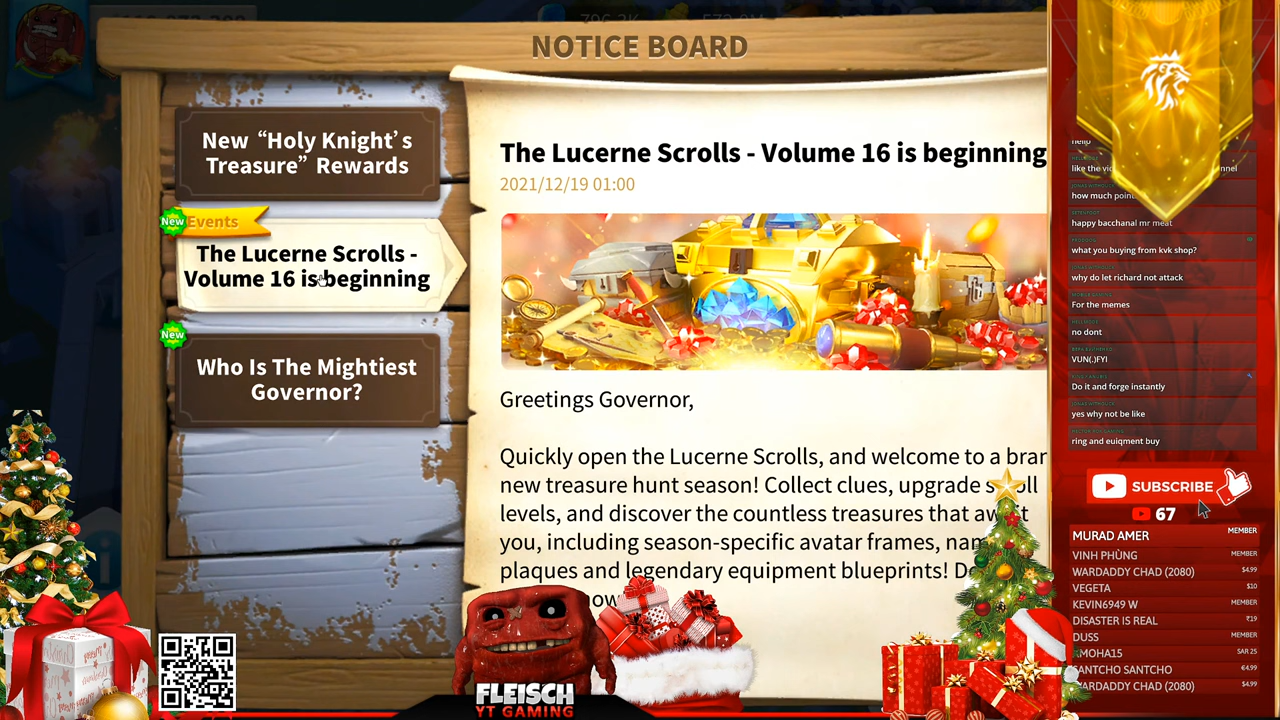 NOTICE BOARD
New “Holy Knight's
Treasure” Rewards
New
Events
The Lucerne Scrolls -
Volume 16 is beginning
New
Who Is The Mightiest
Governor?
The Lucerne Scrolls - Volume 16 is beginning
2021/12/19 01:00
Greetings Governor,
Quickly open the Lucerne Scrolls, and welcome to a bran
new treasure hunt season! Collect clues, upgrade
levels, and discover the countless treasures that
you, including season-specific avatar frames,
plaques and legendary equipment blueprints!
FLEISCH
YT GAMING
hello
like the
how much
happy bacchanal mr meat
what you buying from kvk shop?
why do let richard not attack
For the memes
no dont
VUN(.)FYI
Do it and forge instantly
yes why not be like
ring and euiqment buy
SUBSCRIBE
67
MURAD AMER MEMBER
VINH PHÙNG MEMBER
WARDADDY CHAD (2080) $4.99
VEGETA $10
KEVIN6949 W MEMBER
DISASTER IS REAL ₹19
DUSS MEMBER
XMOHA15 SAR 25
SANTCHO SANTCHO €4.99
WARDADDY CHAD (2080) $4.99